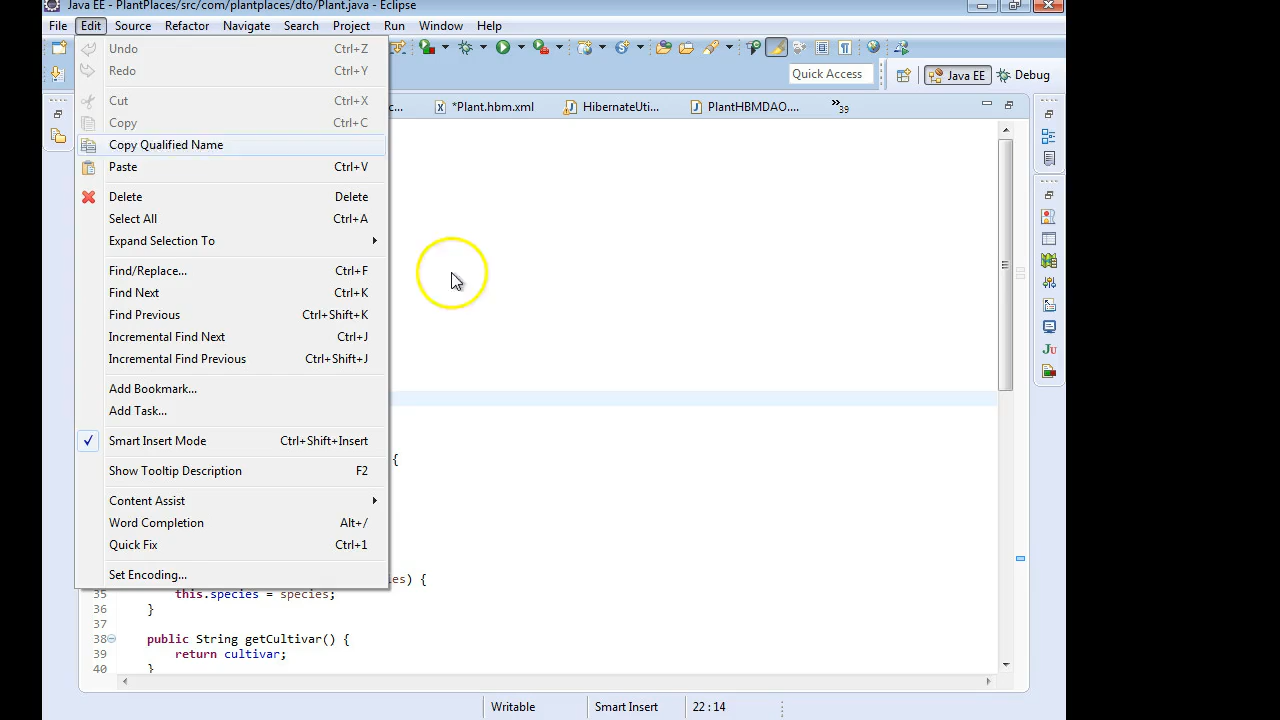 Java EE - PlantPlaces/src/com/plantplaces/dto/Plant.java - Eclipse
File Edit Source Refactor Navigate Search Project Run Window Help
Quick Access Java EE Debug
c... *Plant.hbm.xml HibernateUti... PlantHBMDAO.... »39
Undo Ctrl+Z
Redo Ctrl+Y
Cut Ctrl+X
Copy Ctrl+C
Copy Qualified Name
Paste Ctrl+V
Delete Delete
Select All Ctrl+A
Expand Selection To
Find/Replace... Ctrl+F
Find Next Ctrl+K
Find Previous Ctrl+Shift+K
Incremental Find Next Ctrl+J
Incremental Find Previous Ctrl+Shift+J
Add Bookmark...
Add Task...
Smart Insert Mode Ctrl+Shift+Insert
{
Show Tooltip Description F2
Content Assist
Word Completion Alt+/
Quick Fix Ctrl+1
Set Encoding...
es) {
35 this.species = species;
36 }
37
38 public String getCultivar() {
39 return cultivar;
40 }
Writable Smart Insert 22 : 14